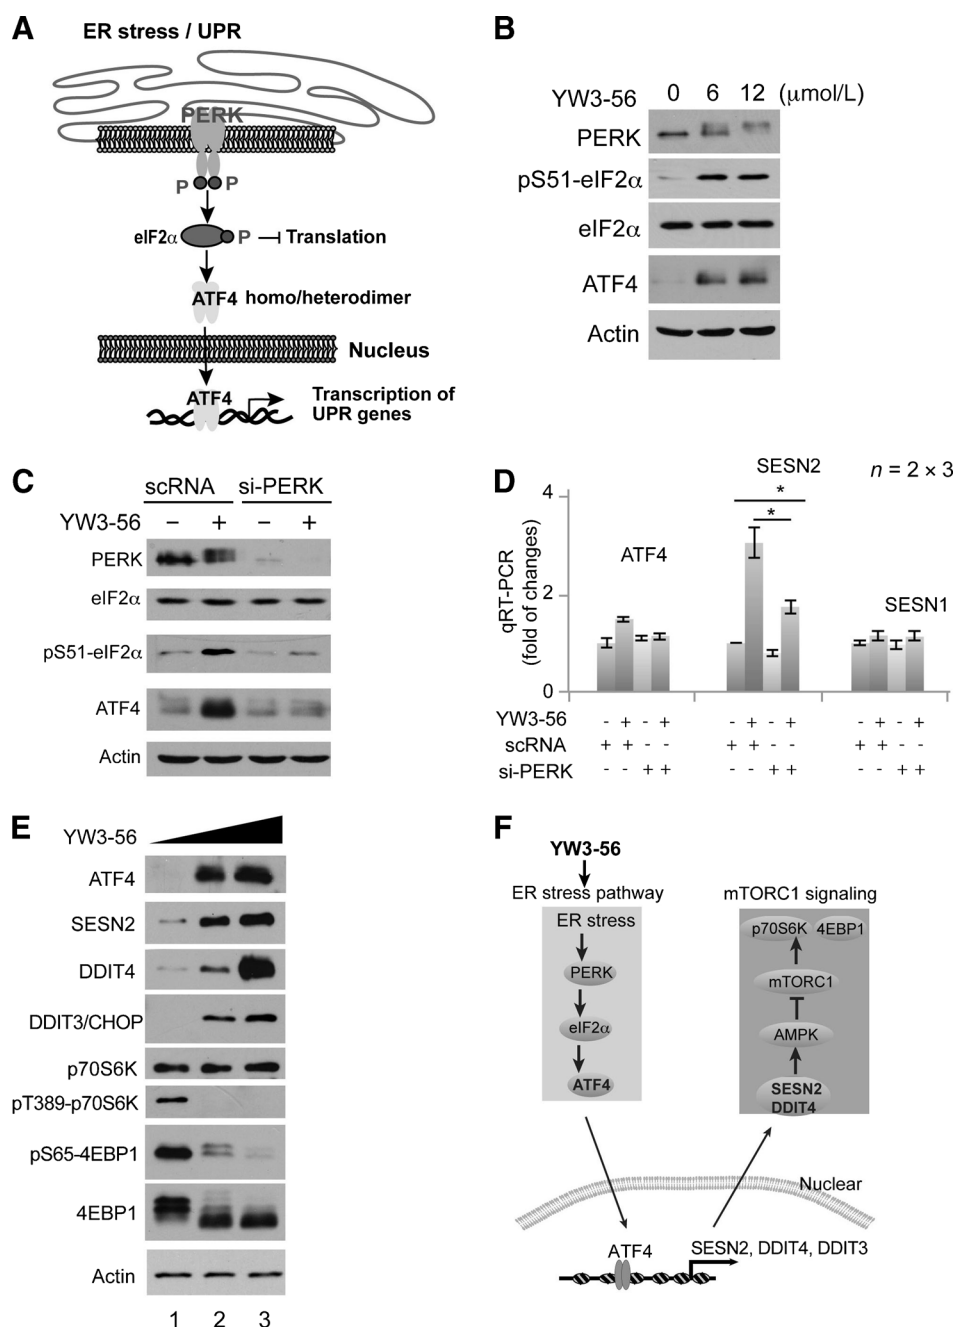 A
ER stress / UPR
PERK
P P
eIF2α P Translation
ATF4 homo/heterodimer
Nucleus
ATF4
Transcription of
UPR genes
B
YW3-56 0 6 12 (μmol/L)
PERK
pS51-eIF2α
eIF2α
ATF4
Actin
C
scRNA si-PERK
YW3-56 − + − +
PERK
eIF2α
pS51-eIF2α
ATF4
Actin
D
SESN2
n = 2 × 3
4
*
*
ATF4
2
SESN1
0
qRT-PCR
(fold of changes)
YW3-56 - + - + - + - + - + - +
scRNA + + - - + + - - + + - -
si-PERK - - + + - - + + - - + +
E
YW3-56
ATF4
SESN2
DDIT4
DDIT3/CHOP
p70S6K
pT389-p70S6K
pS65-4EBP1
4EBP1
Actin
1 2 3
F
YW3-56
ER stress pathway
ER stress
PERK
eIF2α
ATF4
mTORC1 signaling
p70S6K 4EBP1
mTORC1
AMPK
SESN2
DDIT4
Nuclear
ATF4
SESN2, DDIT4, DDIT3